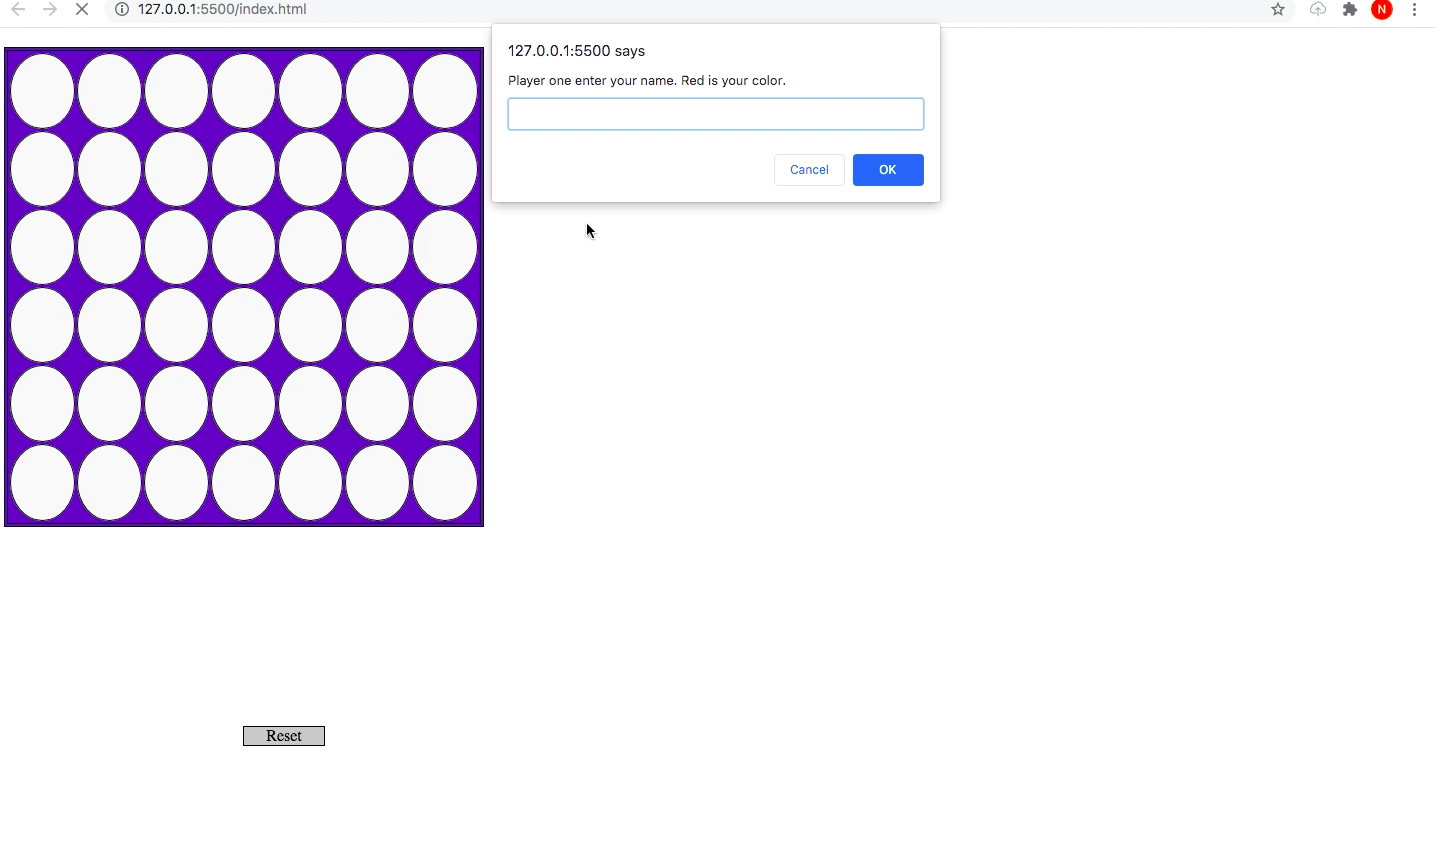 127.0.0.1:5500/index.html
N
127.0.0.1:5500 says
Player one enter your name. Red is your color.
Cancel
OK
Reset